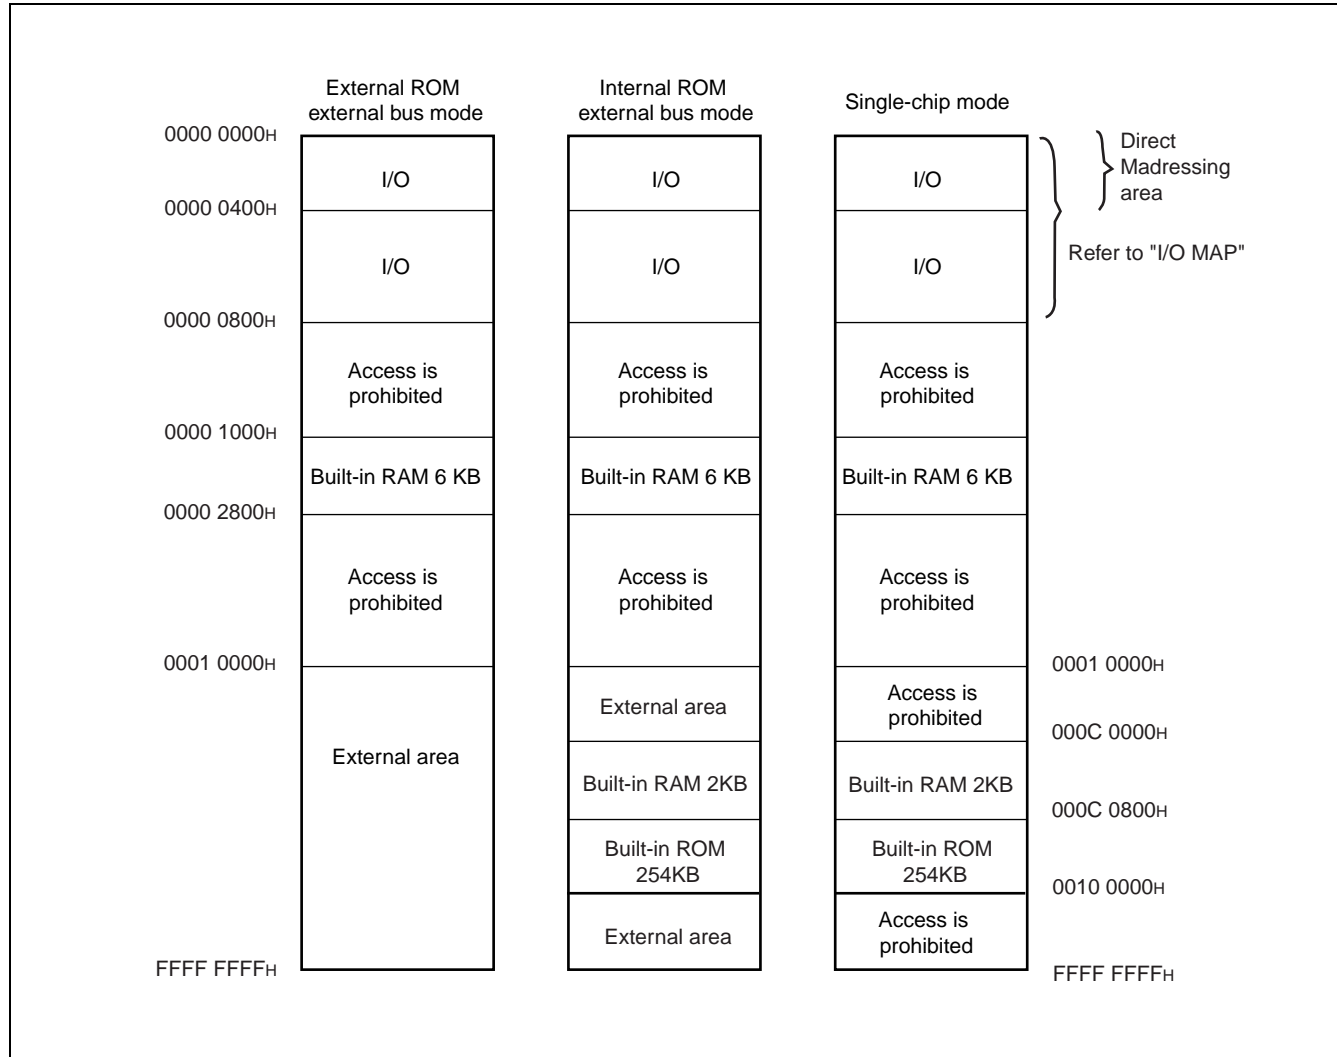 External ROM
external bus mode
Internal ROM
external bus mode
Single-chip mode
0000 0000H
I/O
I/O
I/O
Direct
Madressing
area
0000 0400H
I/O
I/O
I/O
Refer to "I/O MAP"
0000 0800H
Access is
prohibited
Access is
prohibited
Access is
prohibited
0000 1000H
Built-in RAM 6 KB
Built-in RAM 6 KB
Built-in RAM 6 KB
0000 2800H
Access is
prohibited
Access is
prohibited
Access is
prohibited
0001 0000H
0001 0000H
External area
External area
Access is
prohibited
000C 0000H
Built-in RAM 2KB
Built-in RAM 2KB
000C 0800H
Built-in ROM
254KB
Built-in ROM
254KB
0010 0000H
External area
Access is
prohibited
FFFF FFFFH
FFFF FFFFH